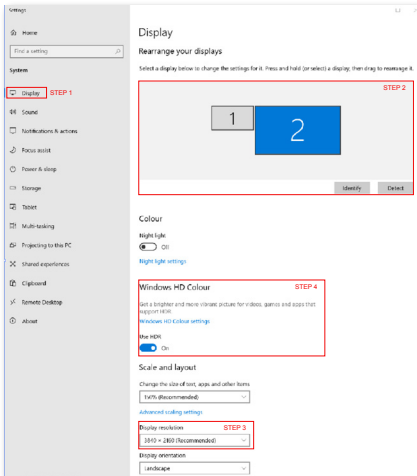 Settings
Home
Find a setting
System
Display STEP 1
Sound
Notifications & actions
Focus assist
Power & sleep
Storage
Tablet
Multi-tasking
Projecting to this PC
Shared experiences
Clipboard
Remote Desktop
About
Display
Rearrange your displays
Select a display below to change the settings for it. Press and hold (or select) a display, then drag to rearrange it.
STEP 2
1
2
Identify
Detect
Colour
Night light
Off
Night light settings
Windows HD Colour STEP 4
Get a brighter and more vibrant picture for videos, games and apps that
support HDR.
Windows HD Colour settings
Use HDR
On
Scale and layout
Change the size of text, apps and other items
150% (Recommended)
Advanced scaling settings
Display resolution STEP 3
3840 × 2160 (Recommended)
Display orientation
Landscape